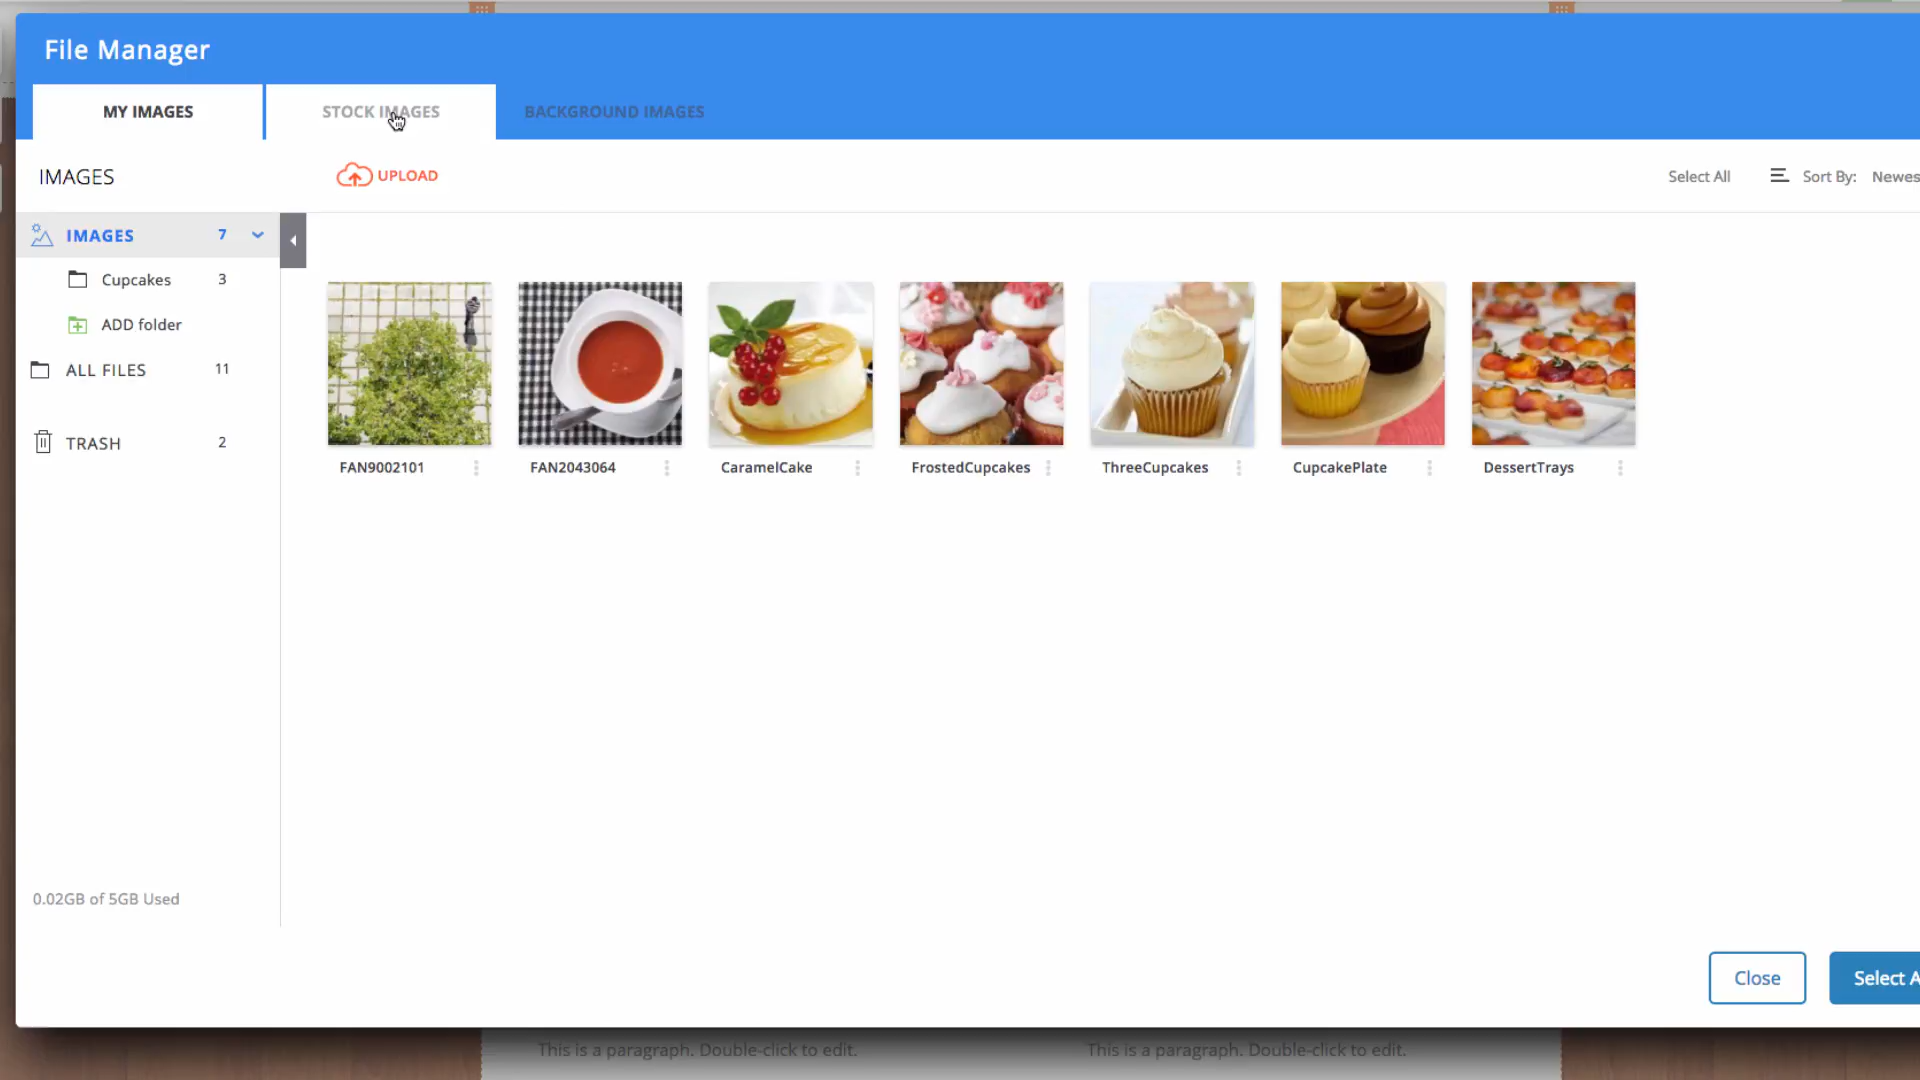 File Manager
MY IMAGES
STOCK IMAGES
BACKGROUND IMAGES
IMAGES
UPLOAD
Select All
Sort By: Newes
IMAGES 7
Cupcakes 3
ADD folder
ALL FILES 11
TRASH 2
FAN9002101
FAN2043064
CaramelCake
FrostedCupcakes
ThreeCupcakes
CupcakePlate
DessertTrays
0.02GB of 5GB Used
Close
Select A
This is a paragraph. Double-click to edit.
This is a paragraph. Double-click to edit.